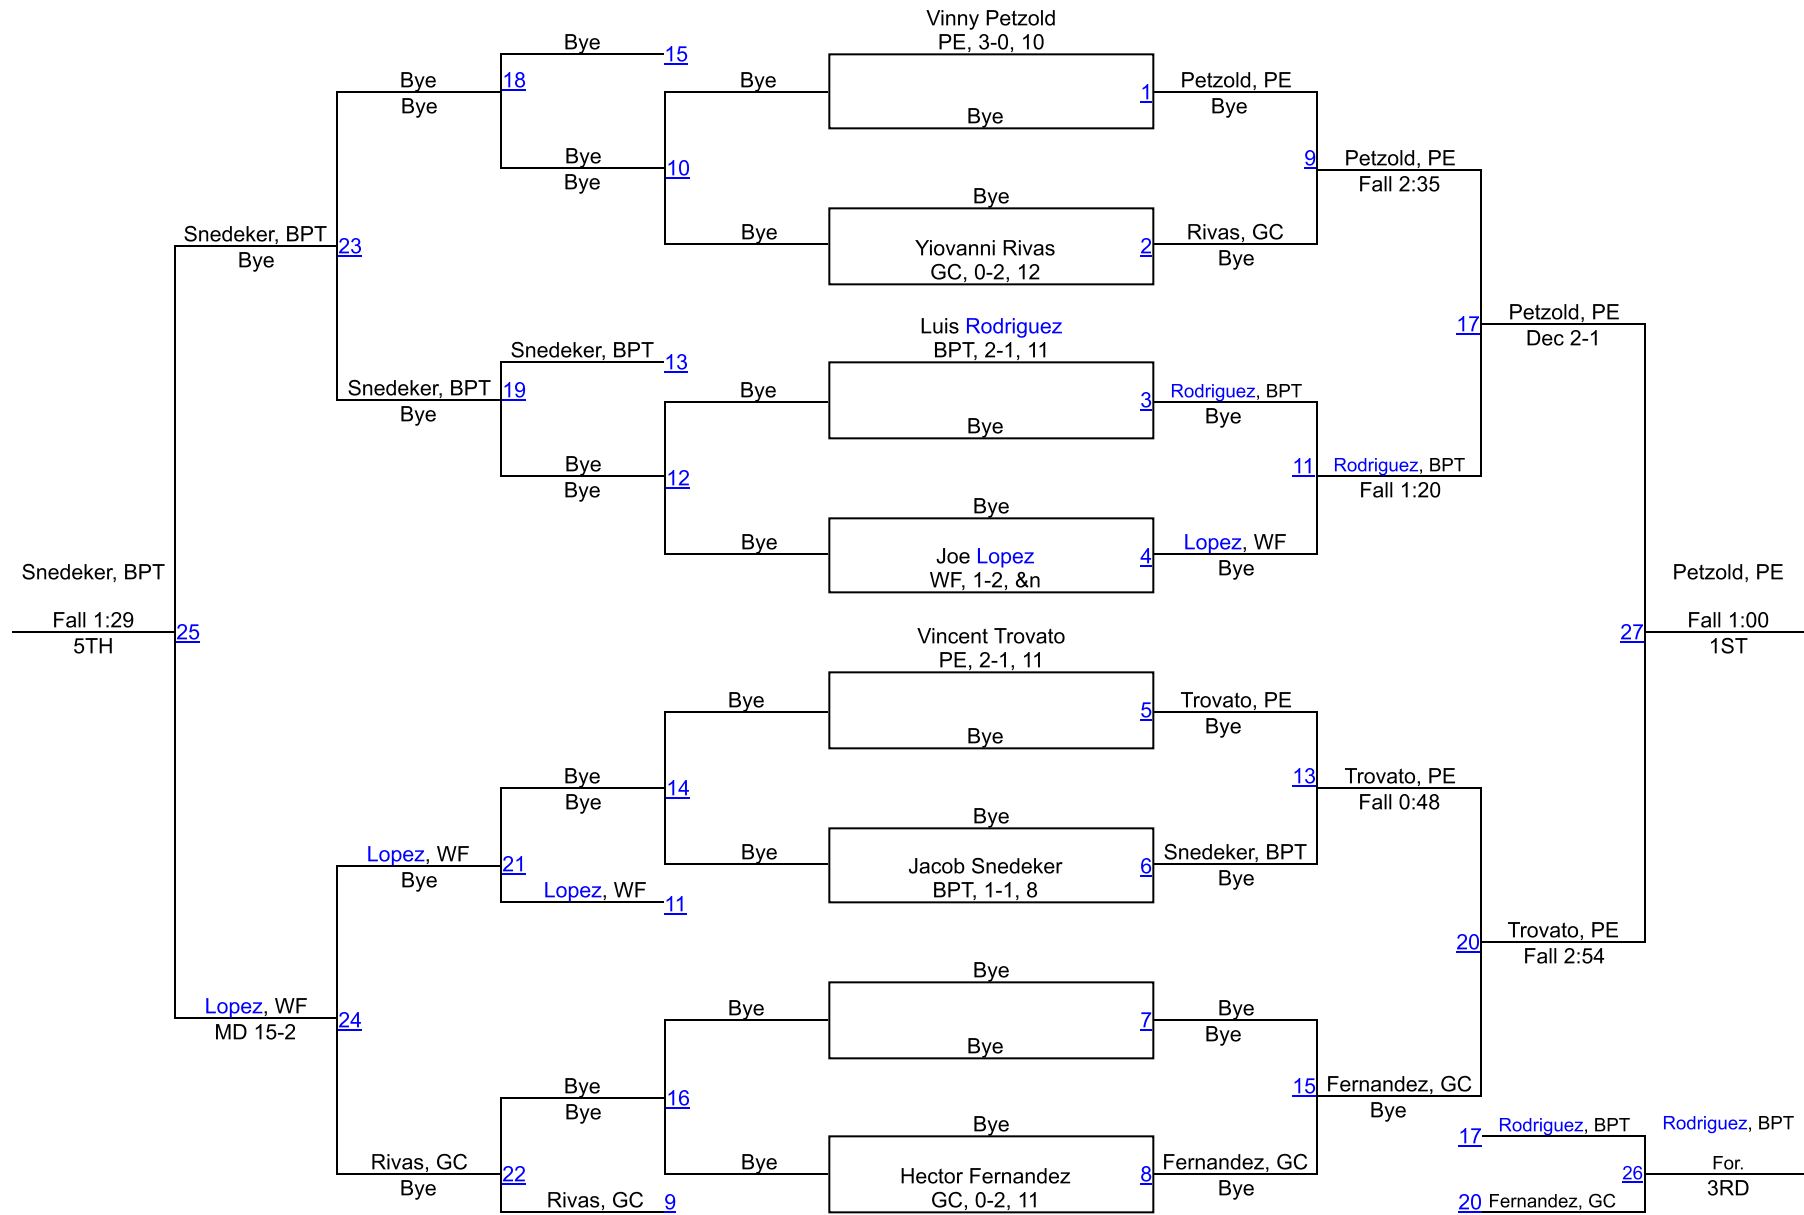 Vinny Petzold
PE, 3-0, 10
Bye
15
Bye
18
Bye
1
Petzold, PE
Bye
Bye
Bye
Bye
10
Bye
9
Petzold, PE
Fall 2:35
Bye
Bye
Yiovanni Rivas
GC, 0-2, 12
2
Rivas, GC
Bye
Snedeker, BPT
Bye
23
Luis Rodriguez
BPT, 2-1, 11
17
Petzold, PE
Dec 2-1
Snedeker, BPT
13
Snedeker, BPT
Bye
19
Bye
Bye
3
Rodriguez, BPT
Bye
Bye
Bye
12
11
Rodriguez, BPT
Fall 1:20
Bye
Bye
Joe Lopez
WF, 1-2, &n
4
Lopez, WF
Bye
Snedeker, BPT
Fall 1:29
5TH
25
Petzold, PE
27
Fall 1:00
1ST
Vincent Trovato
PE, 2-1, 11
Bye
Bye
5
Trovato, PE
Bye
Bye
Bye
14
13
Trovato, PE
Fall 0:48
Bye
Bye
Jacob Snedeker
BPT, 1-1, 8
6
Snedeker, BPT
Bye
Lopez, WF
Bye
21
Lopez, WF
11
20
Trovato, PE
Fall 2:54
Bye
Bye
Bye
7
Bye
Bye
Lopez, WF
MD 15-2
24
Bye
Bye
16
15
Fernandez, GC
Bye
Bye
Bye
Hector Fernandez
GC, 0-2, 11
8
Fernandez, GC
Bye
Rivas, GC
Bye
22
Rivas, GC
9
17
Rodriguez, BPT
Rodriguez, BPT
26
For.
3RD
20
Fernandez, GC